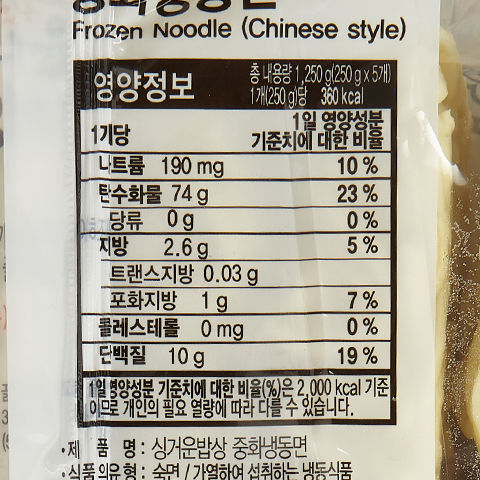 Frozen Noodle (Chinese style)
영양정보
총 내용량 1,250 g(250 g x 5개)
1개(250 g)당 360 kcal
1개당
1일 영양성분
기준치에 대한 비율
나트륨 190 mg 10 %
탄수화물 74 g 23 %
당류 0 g 0 %
지방 2.6 g 5 %
트랜스지방 0.03 g
포화지방 1 g 7 %
콜레스테롤 0 mg 0 %
단백질 10 g 19 %
1일 영양성분 기준치에 대한 비율(%)은 2,000 kcal 기준
이므로 개인의 필요 열량에 따라 다를 수 있습니다.
•제 품 명 : 싱거운밥상 중화냉동면
•식품의유형 : 숙면 / 가열하여 섭취하는 냉동식품